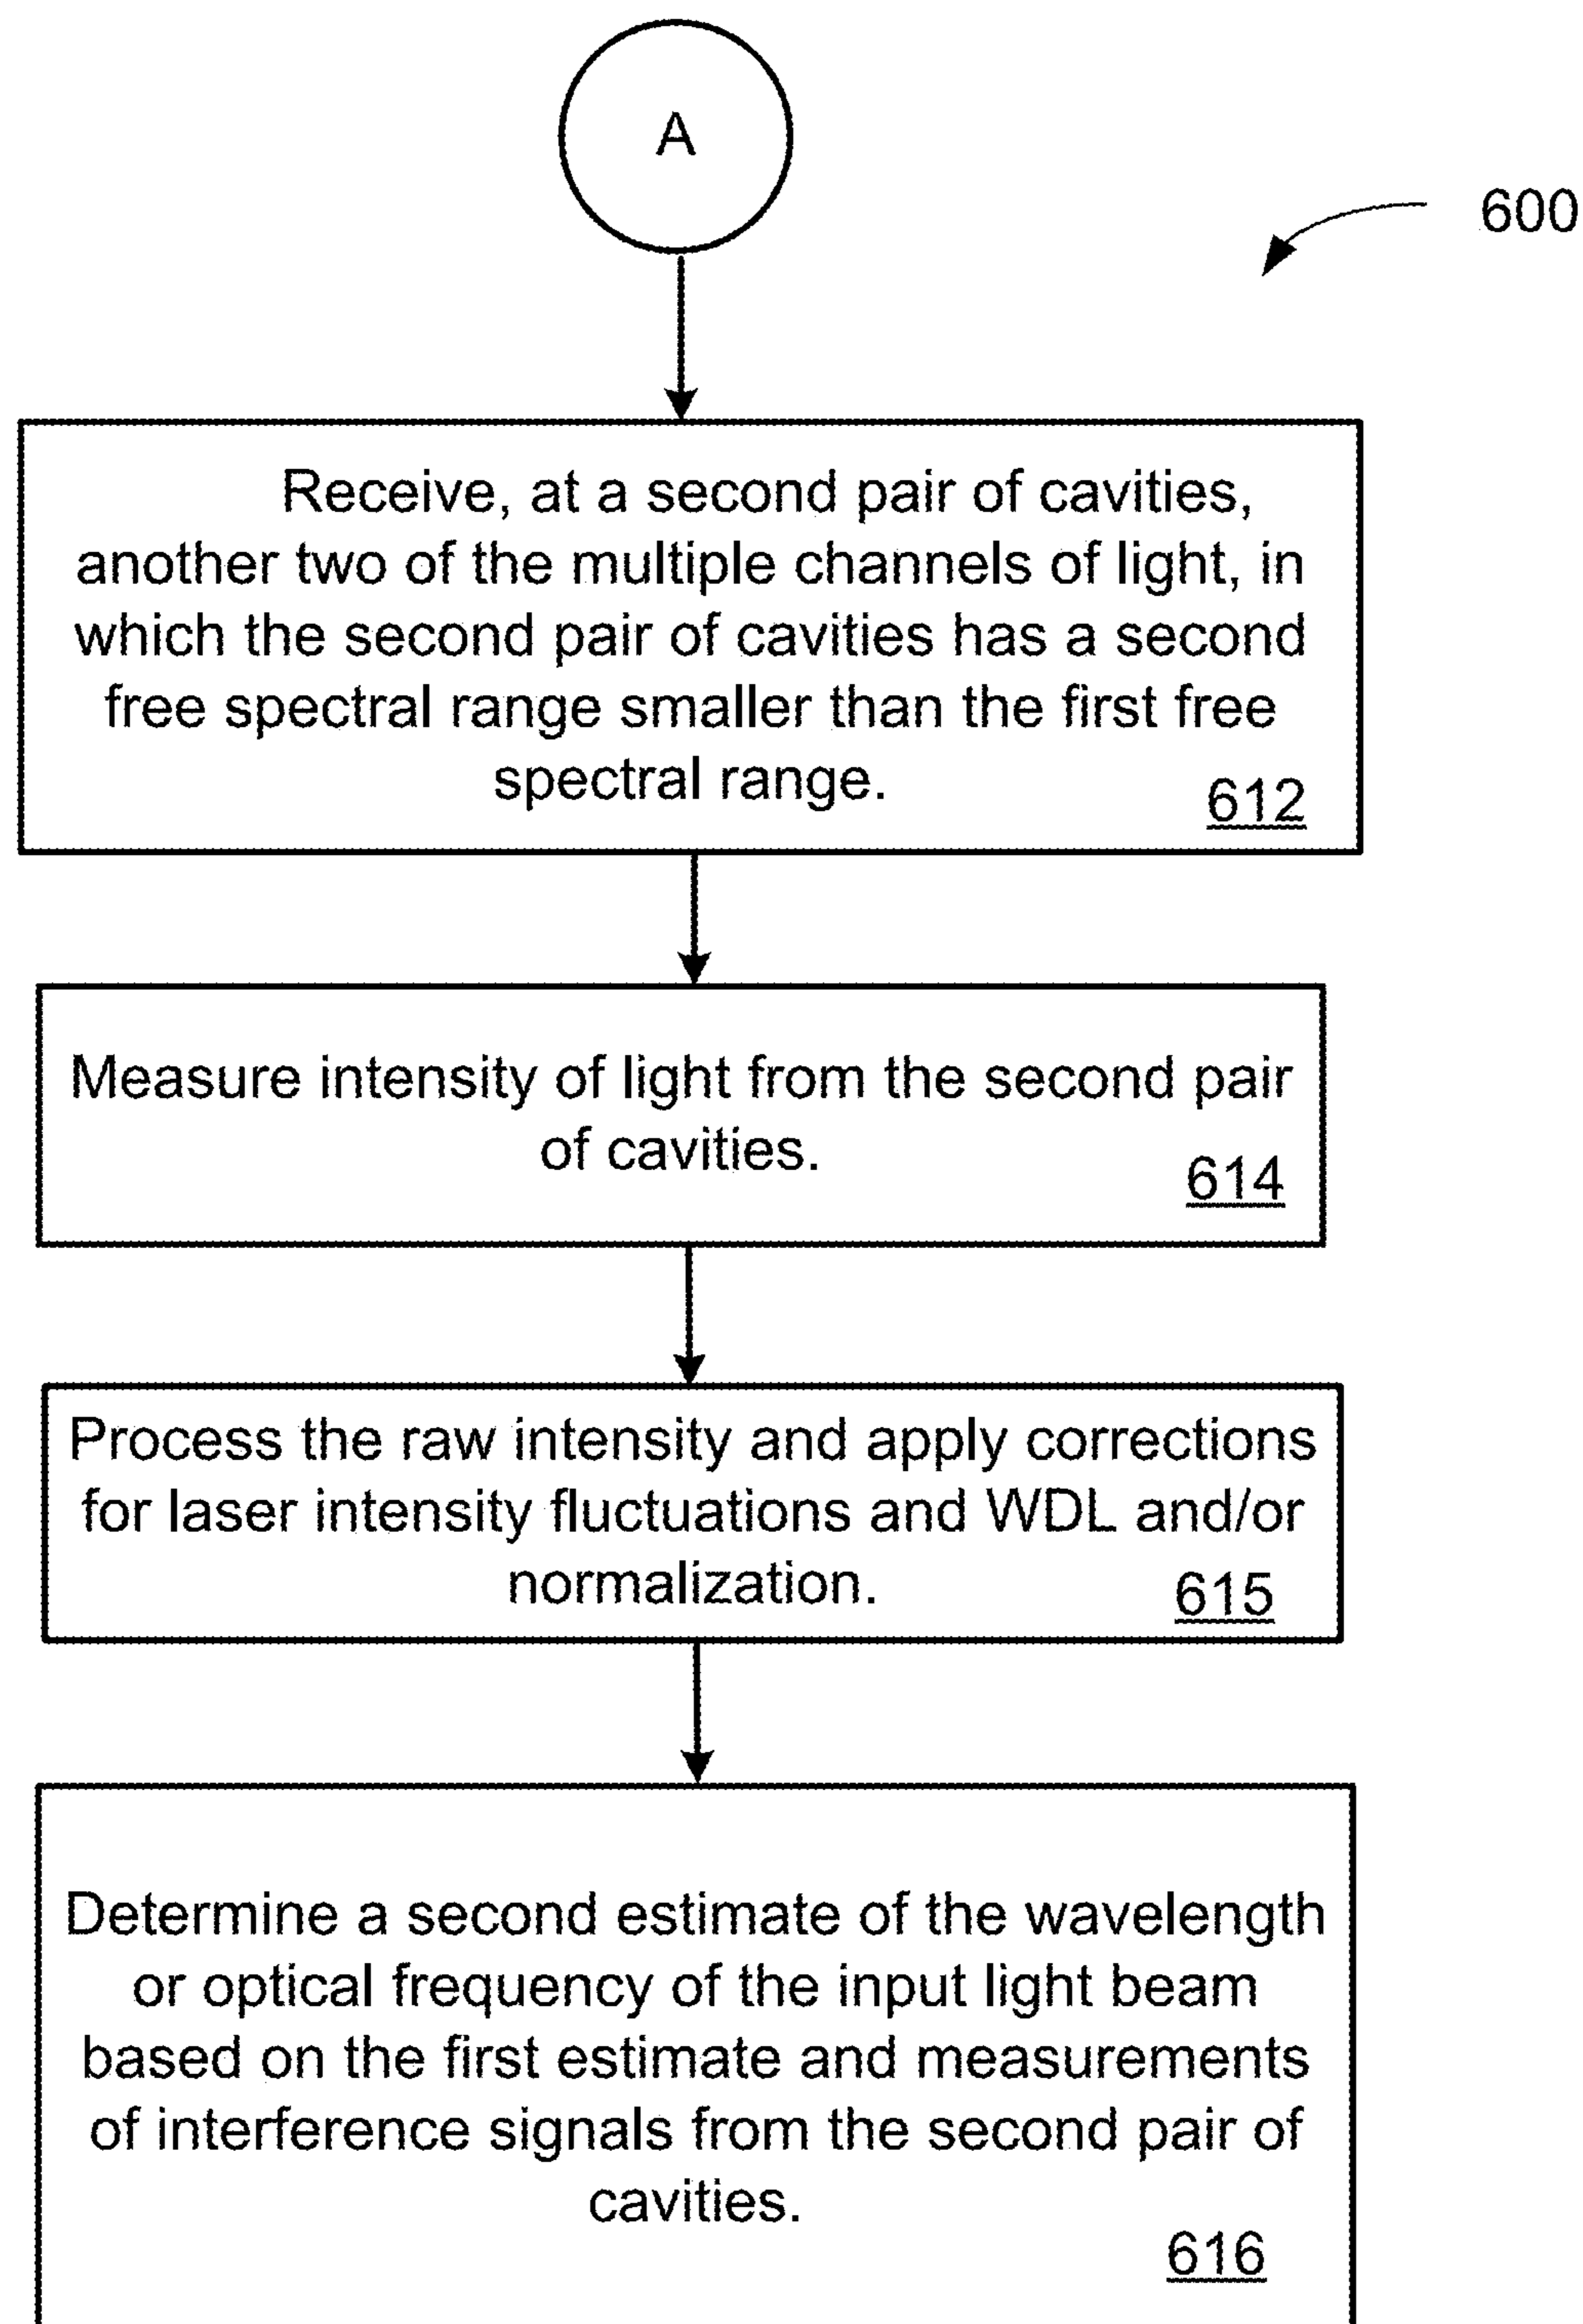 A
600
Receive, at a second pair of cavities,
another two of the multiple channels of light, in
which the second pair of cavities has a second
free spectral range smaller than the first free
spectral range.
612
Measure intensity of light from the second pair
of cavities.
614
Process the raw intensity and apply corrections
for laser intensity fluctuations and WDL and/or
normalization.
615
Determine a second estimate of the wavelength
or optical frequency of the input light beam
based on the first estimate and measurements
of interference signals from the second pair of
cavities.
616